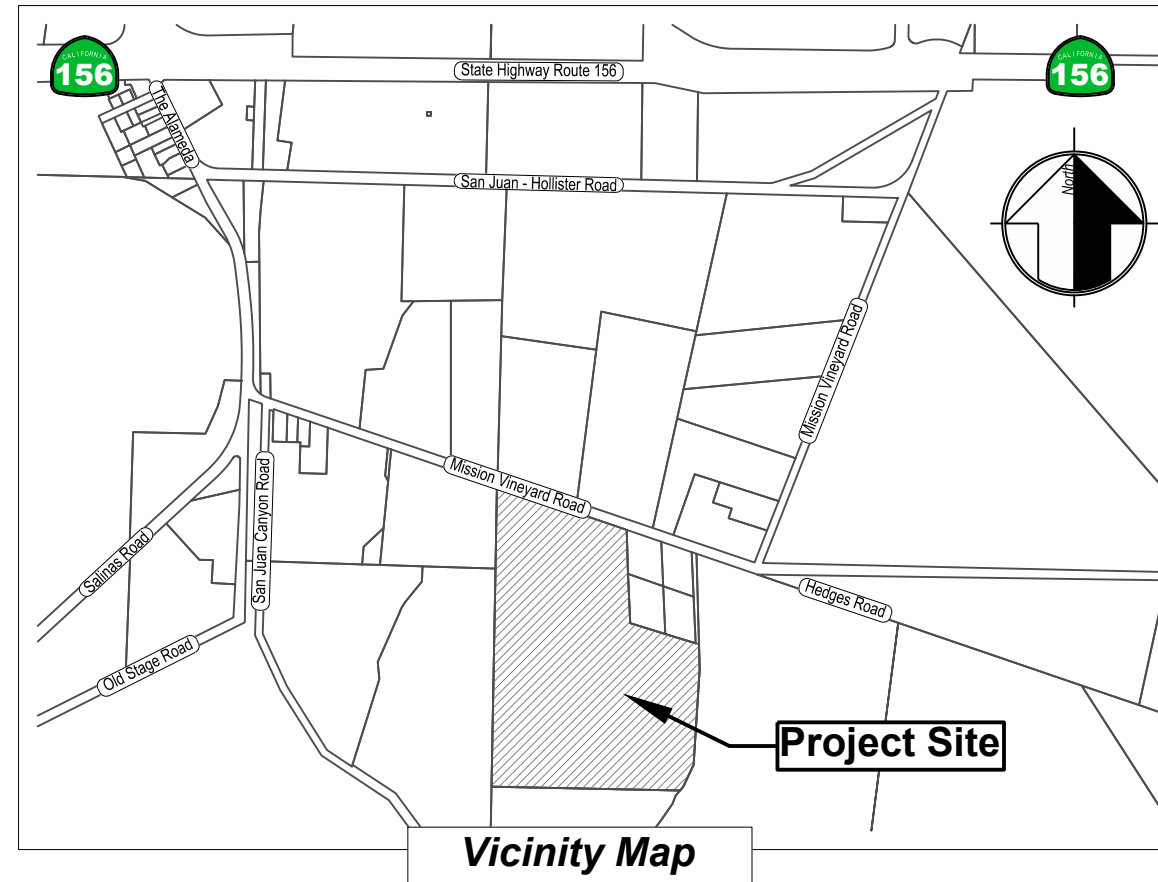 CALIFORNIA
156
State Highway Route 156
CALIFORNIA
156
The Alameda
San Juan - Hollister Road
North
Mission Vineyard Road
Mission Vineyard Road
San Juan Canyon Road
Salinas Road
Old Stage Road
Hedges Road
Project Site
Vicinity Map